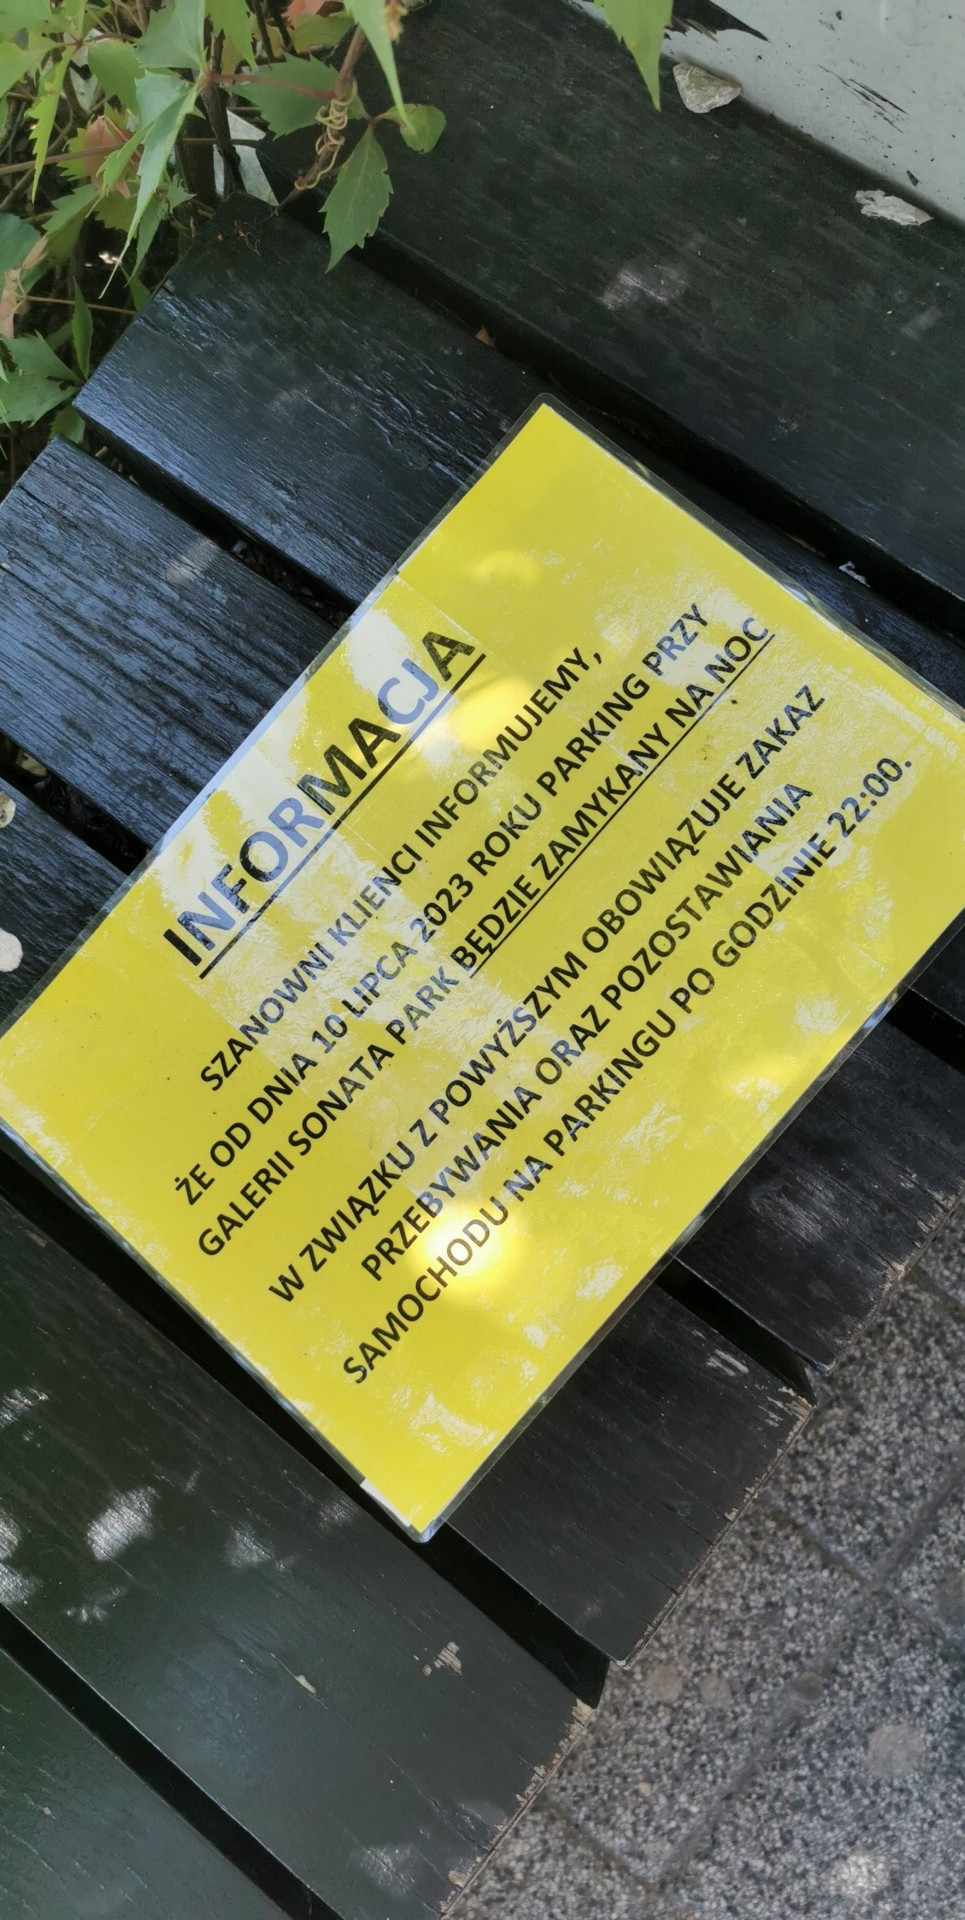 INFORMACJA
SZANOWNI KLIENCI INFORMUJEMY,
ŻE OD DNIA 10 LIPCA 2023 ROKU PARKING PRZY
GALERII SONATA PARK BĘDZIE ZAMYKANY NA NOC
W ZWIĄZKU Z POWYŻSZYM OBOWIĄZUJE ZAKAZ
PRZEBYWANIA ORAZ POZOSTAWIANIA
SAMOCHODU NA PARKINGU PO GODZINIE 22:00.